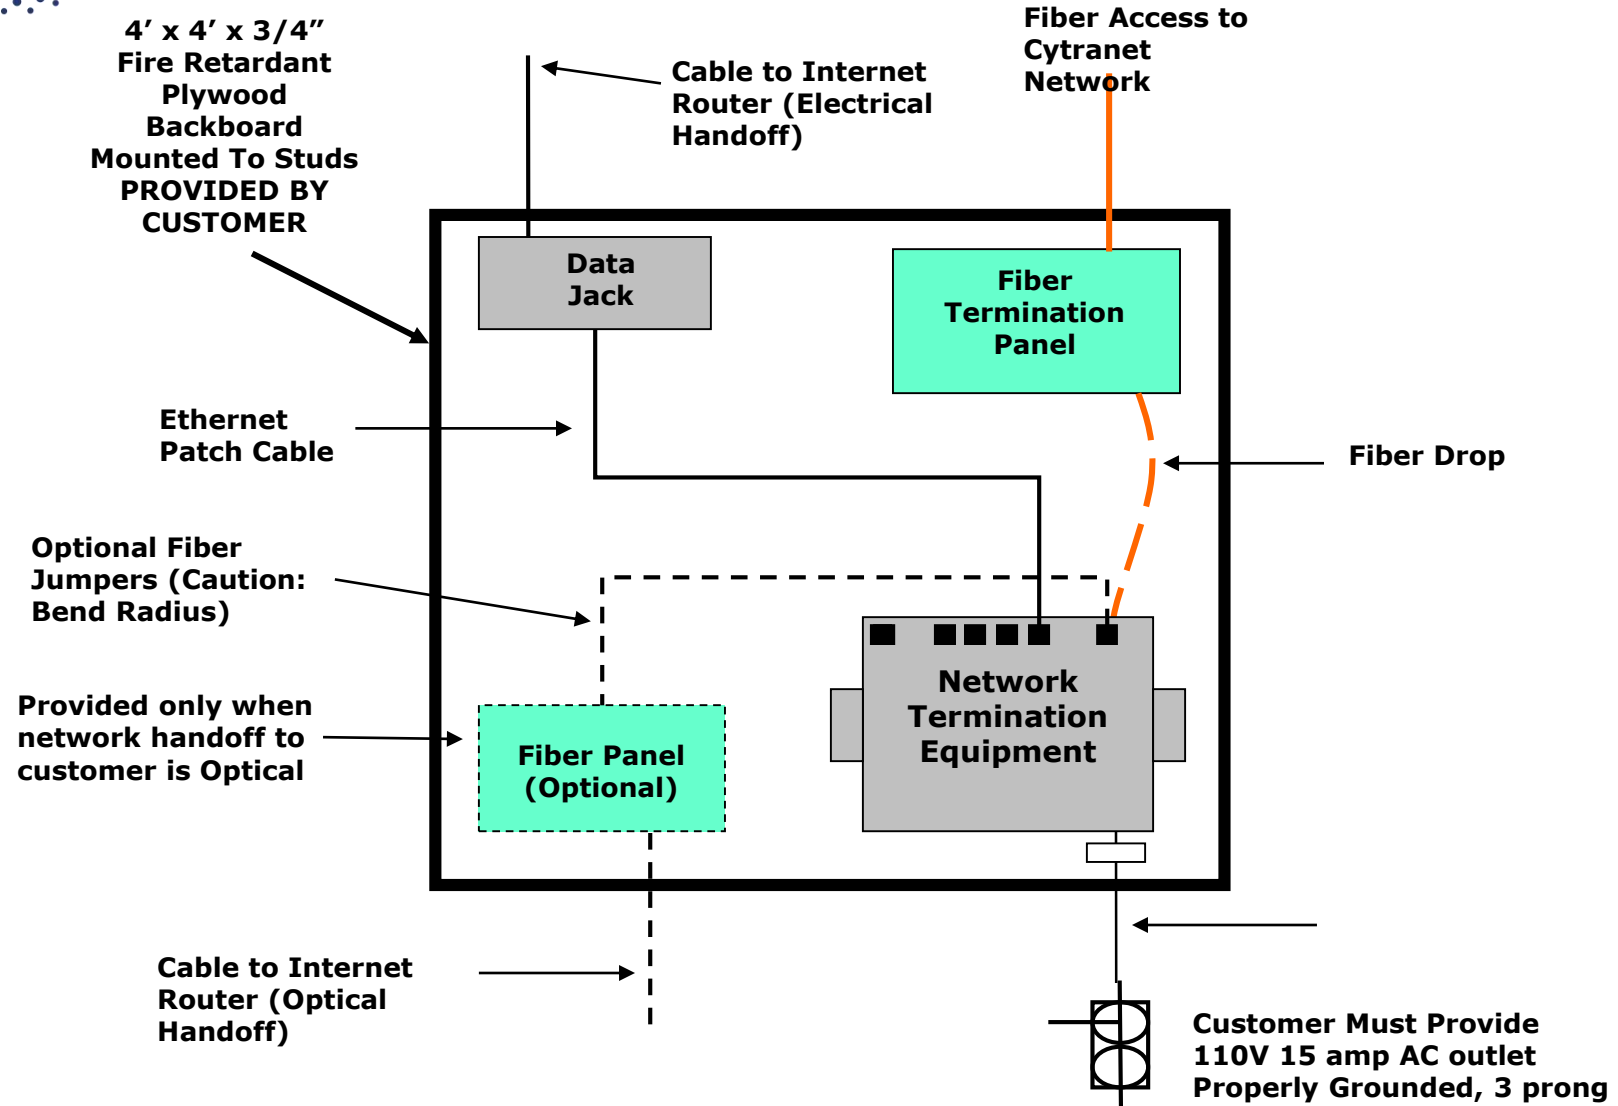 4’ x 4’ x 3/4”
Fire Retardant
Plywood
Backboard
Mounted To Studs
PROVIDED BY
CUSTOMER
Cable to Internet
Router (Electrical
Handoff)
Fiber Access to
Cytranet
Network
Data
Jack
Fiber
Termination
Panel
Ethernet
Patch Cable
Fiber Drop
Optional Fiber
Jumpers (Caution:
Bend Radius)
Provided only when
network handoff to
customer is Optical
Fiber Panel
(Optional)
Network
Termination
Equipment
Cable to Internet
Router (Optical
Handoff)
Customer Must Provide
110V 15 amp AC outlet
Properly Grounded, 3 prong